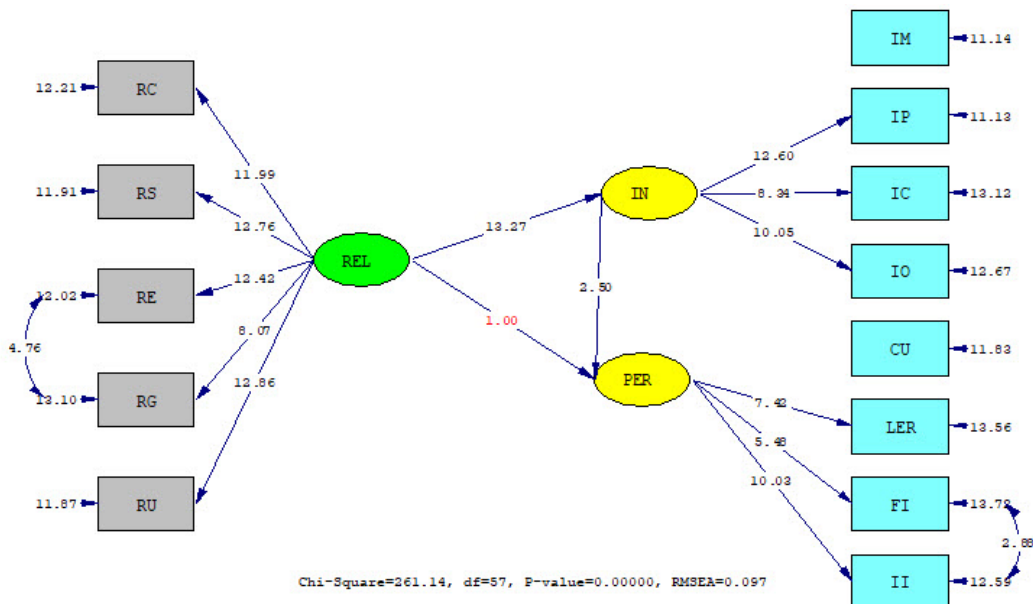 IM
11.14
12.21
RC
IP
11.13
12.60
11.99
11.91
RS
IN
8.34
IC
13.12
12.76
13.27
10.05
REL
12.42
IO
12.67
12.02
RE
2.50
8.07
1.00
4.76
12.86
CU
11.83
PER
13.10
RG
7.42
LER
13.56
5.48
10.03
11.87
RU
FI
13.79
2.88
Chi-Square=261.14, df=57, P-value=0.00000, RMSEA=0.097
II
12.59